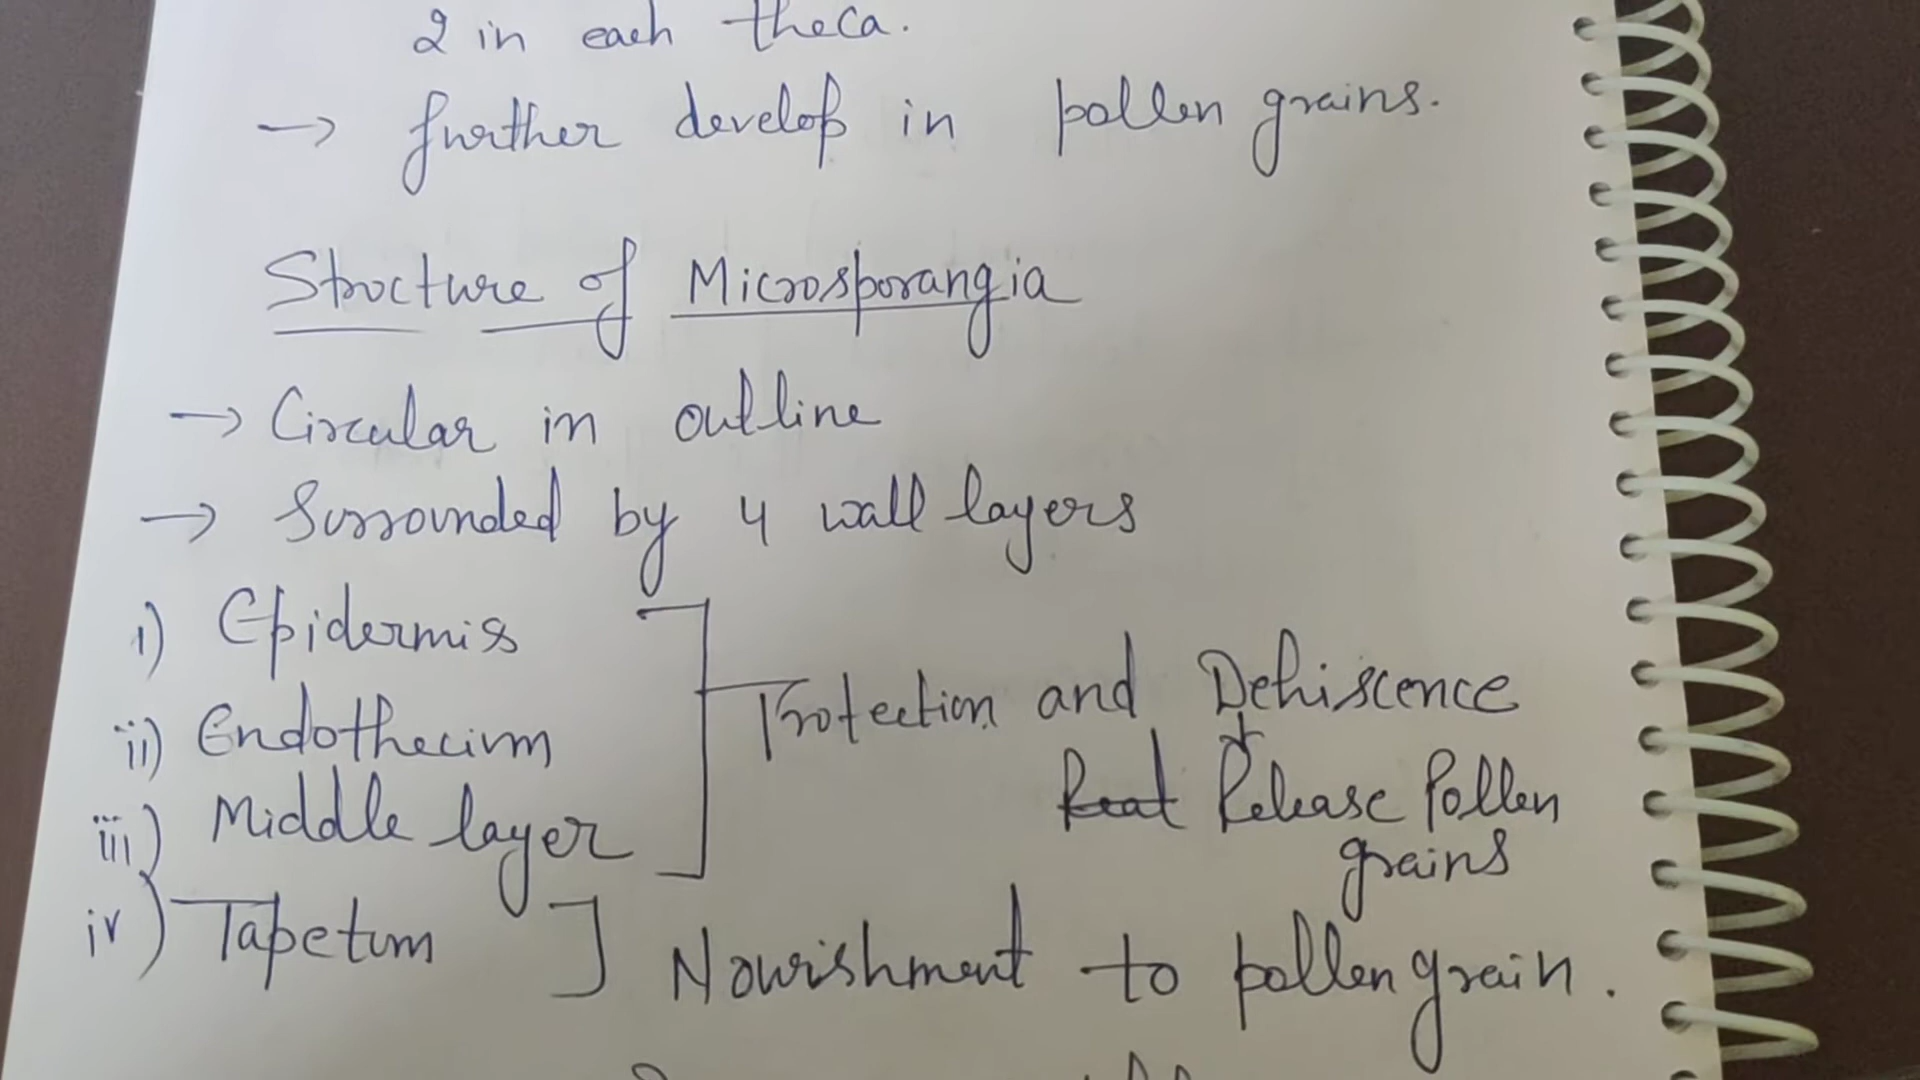 2 in each theca.
→ further develop in pollen grains.
Structure of Microsporangia
→ Circular in outline
→ Surrounded by 4 wall layers
i) Epidermis
ii) Endothecium
iii) Middle layer
Protection and Dehiscence
Release Pollen
grains
iv) Tapetum
Nourishment to pollen grain.